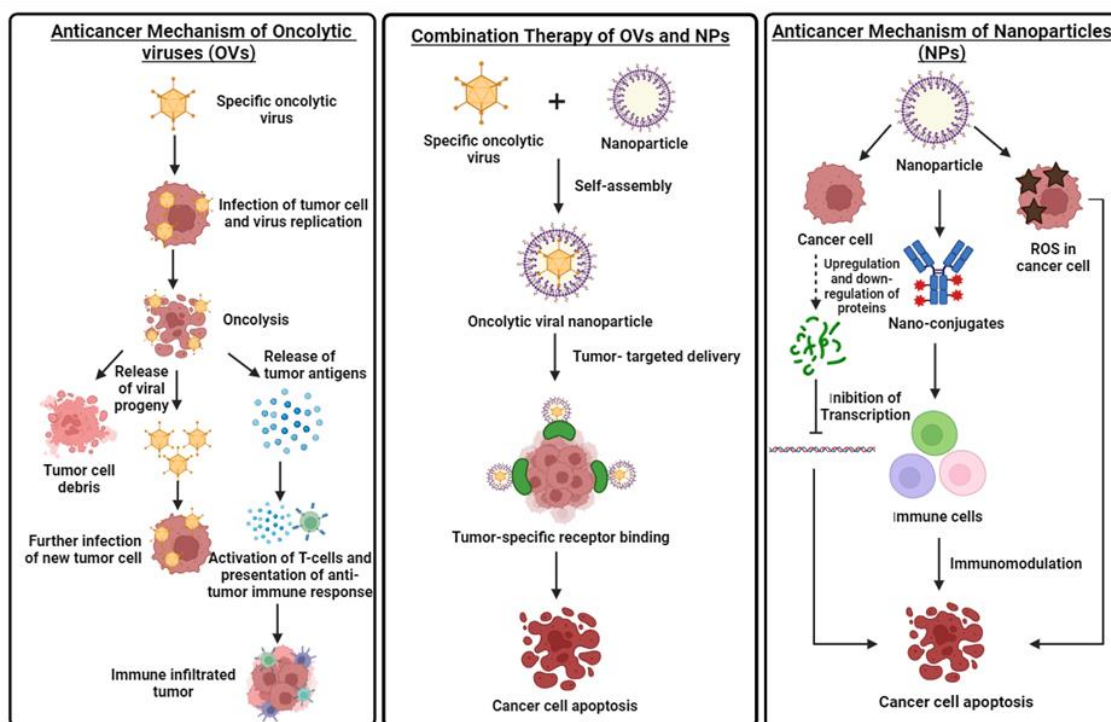 Anticancer Mechanism of Oncolytic
viruses (OVs)
Specific oncolytic
virus
Infection of tumor cell
and virus replication
Oncolysis
Release
of viral
progeny
Release of
tumor antigens
Tumor cell
debris
Further infection
of new tumor cell
Activation of T-cells and
presentation of anti-
tumor immune response
Immune infiltrated
tumor
Combination Therapy of OVs and NPs
+
Specific oncolytic
virus
Nanoparticle
Self-assembly
Oncolytic viral nanoparticle
Tumor- targeted delivery
Tumor-specific receptor binding
Cancer cell apoptosis
Anticancer Mechanism of Nanoparticles
(NPs)
Nanoparticle
Cancer cell
ROS in
cancer cell
Upregulation
and down-
regulation of
proteins
Nano-conjugates
Inibition of
Transcription
Immune cells
Immunomodulation
Cancer cell apoptosis